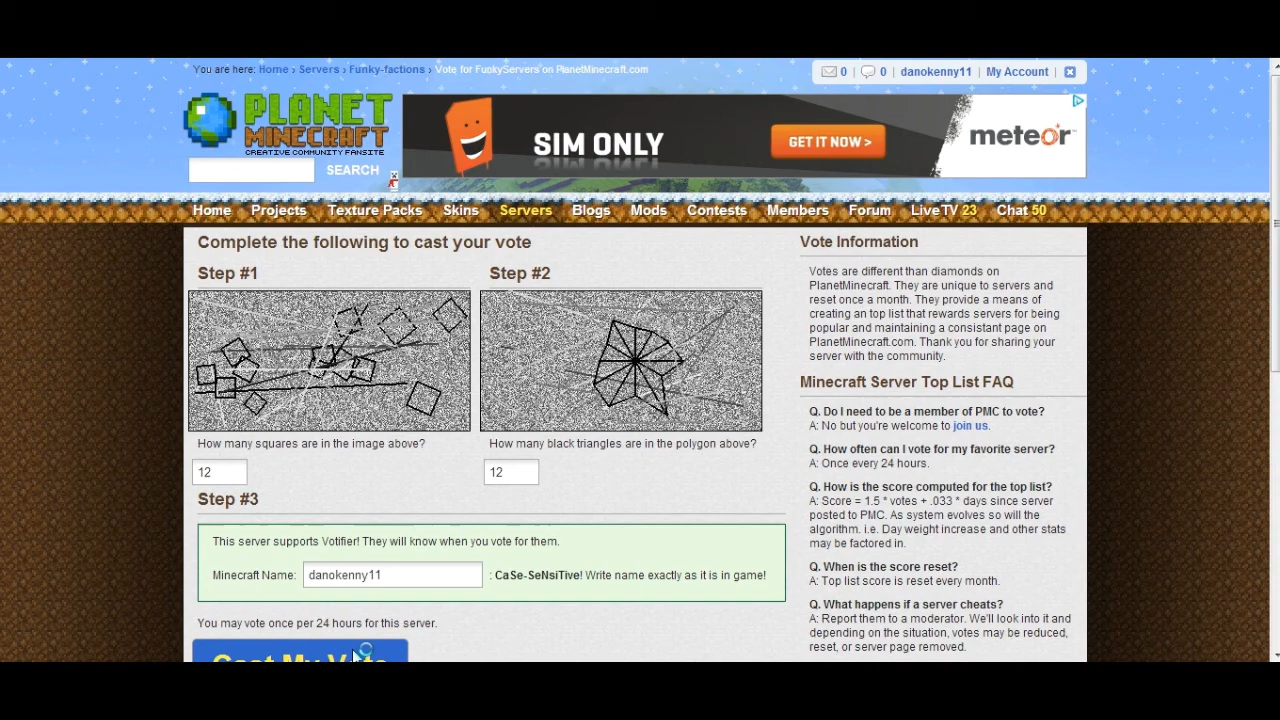 You are here: Home › Servers › Funky-factions › Vote for FunkyServers on PlanetMinecraft.com
0 | 0 | danokenny11 | My Account |
PLANET
MINECRAFT
CREATIVE COMMUNITY FANSITE
SEARCH
SIM ONLY
GET IT NOW >
meteor
Home Projects Texture Packs Skins Servers Blogs Mods Contests Members Forum Live TV 23 Chat 50
Complete the following to cast your vote
Step #1
Step #2
How many squares are in the image above?
How many black triangles are in the polygon above?
12
12
Step #3
This server supports Votifier! They will know when you vote for them.
Minecraft Name: danokenny11 : CaSe-SeNsiTive! Write name exactly as it is in game!
You may vote once per 24 hours for this server.
Cast My Vote
Vote Information
Votes are different than diamonds on
PlanetMinecraft. They are unique to servers and
reset once a month. They provide a means of
creating an top list that rewards servers for being
popular and maintaining a consistant page on
PlanetMinecraft.com. Thank you for sharing your
server with the community.
Minecraft Server Top List FAQ
Q. Do I need to be a member of PMC to vote?
A: No but you're welcome to join us.
Q. How often can I vote for my favorite server?
A: Once every 24 hours.
Q. How is the score computed for the top list?
A: Score = 1.5 * votes + .033 * days since server
posted to PMC. As system evolves so will the
algorithm. i.e. Day weight increase and other stats
may be factored in.
Q. When is the score reset?
A: Top list score is reset every month.
Q. What happens if a server cheats?
A: Report them to a moderator. We'll look into it and
depending on the situation, votes may be reduced,
reset, or server page removed.